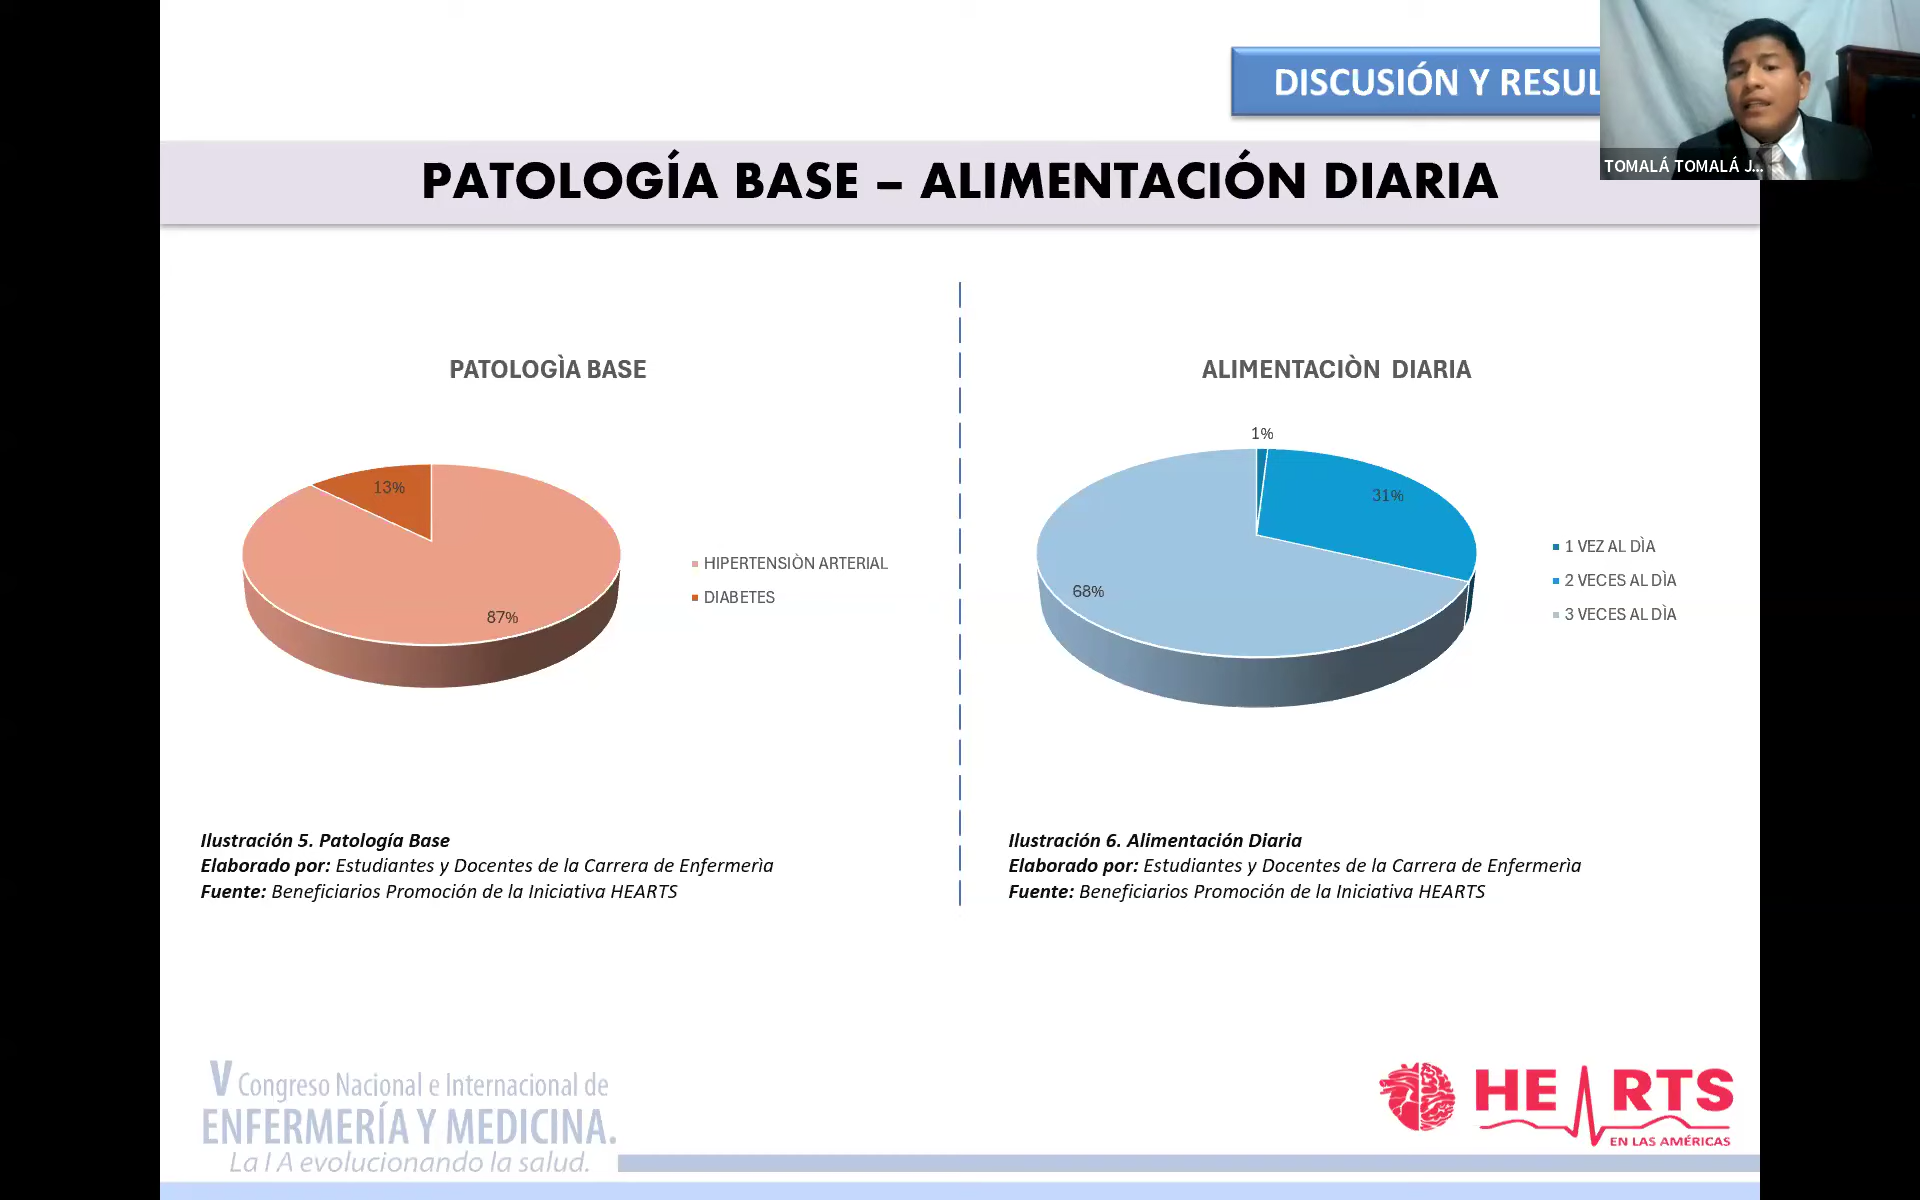 DISCUSIÓN Y RESUL
TOMALÁ TOMALÁ J...
PATOLOGÍA BASE – ALIMENTACIÓN DIARIA
PATOLOGÌA BASE
13%
87%
HIPERTENSIÒN ARTERIAL
DIABETES
ALIMENTACIÒN DIARIA
1%
31%
68%
1 VEZ AL DÌA
2 VECES AL DÌA
3 VECES AL DÌA
Ilustración 5. Patología Base
Elaborado por: Estudiantes y Docentes de la Carrera de Enfermerìa
Fuente: Beneficiarios Promoción de la Iniciativa HEARTS
Ilustración 6. Alimentación Diaria
Elaborado por: Estudiantes y Docentes de la Carrera de Enfermerìa
Fuente: Beneficiarios Promoción de la Iniciativa HEARTS
V Congreso Nacional e Internacional de
ENFERMERÍA Y MEDICINA.
La IA evolucionando la salud.
HEARTS
EN LAS AMÉRICAS